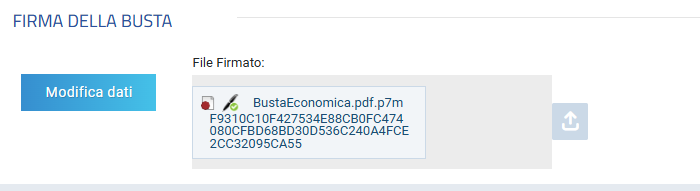 FIRMA DELLA BUSTA
File Firmato:
Modifica dati
BustaEconomica.pdf.p7m
F9310C10F427534E88CB0FC474
080CFBD68BD30D536C240A4FCE
2CC32095CA55